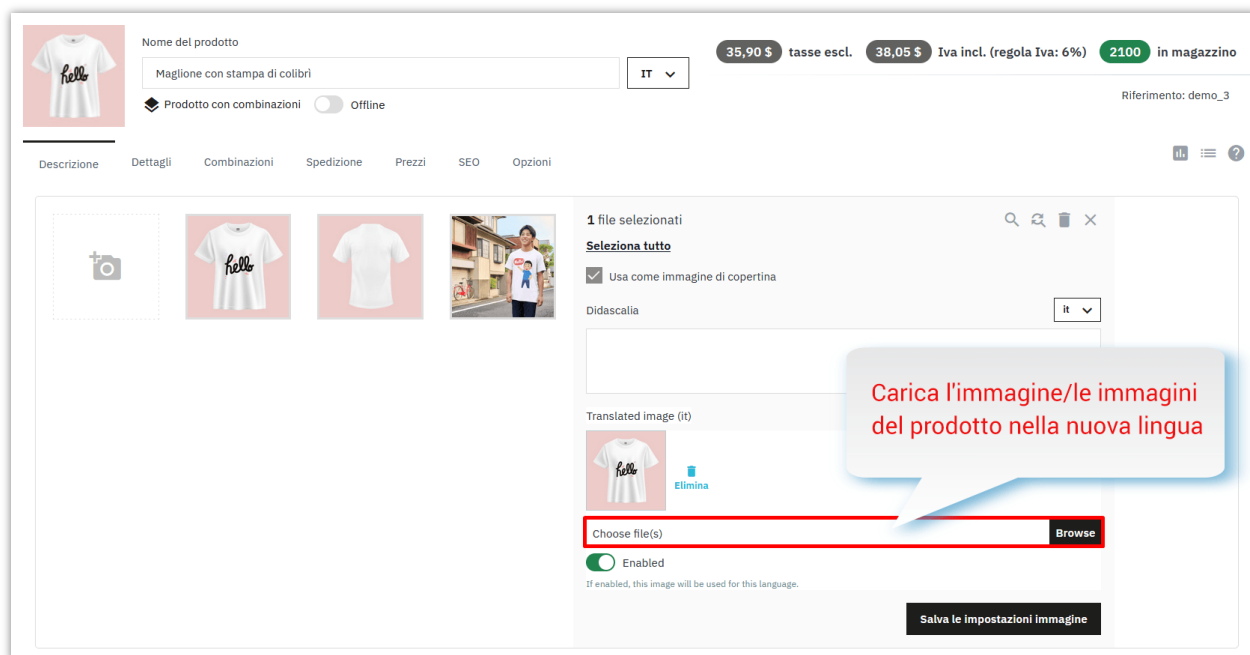 hello
Nome del prodotto
Maglione con stampa di colibrì
IT
35,90 $ tasse escl. 38,05 $ Iva incl. (regola Iva: 6%) 2100 in magazzino
Prodotto con combinazioni Offline
Riferimento: demo_3
Descrizione Dettagli Combinazioni Spedizione Prezzi SEO Opzioni
hello
1 file selezionati
Seleziona tutto
Usa come immagine di copertina
Didascalia
it
Carica l'immagine/le immagini
del prodotto nella nuova lingua
Translated image (it)
hello
Elimina
Choose file(s) Browse
Enabled
If enabled, this image will be used for this language.
Salva le impostazioni immagine